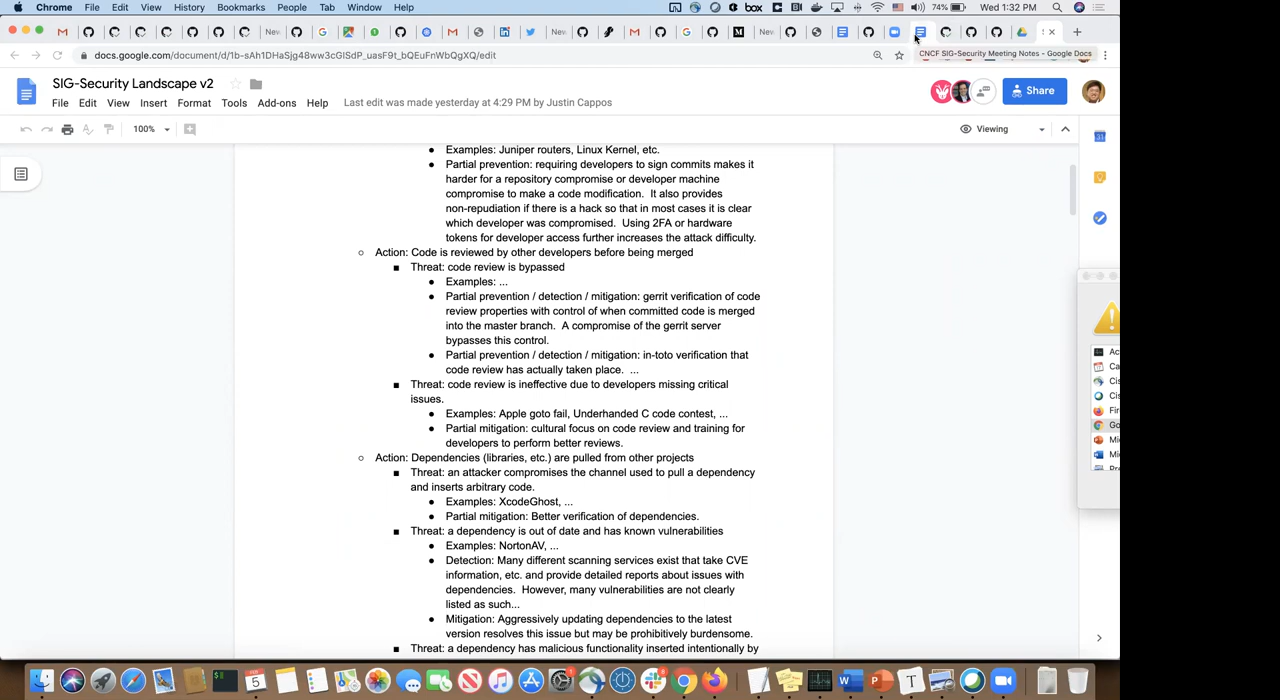 Chrome File Edit View History Bookmarks People Tab Window Help box 74% Wed 1:32 PM
Nev Nev Nev S
docs.google.com/document/d/1b-sAh1DHaSjg48ww3cGISdP_uasF9t_bQEuFnWbQgXQ/edit
CNCF SIG-Security Meeting Notes - Google Docs
SIG-Security Landscape v2
File Edit View Insert Format Tools Add-ons Help Last edit was made yesterday at 4:29 PM by Justin Cappos
Share
100% Viewing
Examples: Juniper routers, Linux Kernel, etc.
Partial prevention: requiring developers to sign commits makes it
harder for a repository compromise or developer machine
compromise to make a code modification. It also provides
non-repudiation if there is a hack so that in most cases it is clear
which developer was compromised. Using 2FA or hardware
tokens for developer access further increases the attack difficulty.
Action: Code is reviewed by other developers before being merged
Threat: code review is bypassed
Examples: ...
Partial prevention / detection / mitigation: gerrit verification of code
review properties with control of when committed code is merged
into the master branch. A compromise of the gerrit server
bypasses this control.
Partial prevention / detection / mitigation: in-toto verification that
code review has actually taken place. ...
Threat: code review is ineffective due to developers missing critical
issues.
Examples: Apple goto fail, Underhanded C code contest, ...
Partial mitigation: cultural focus on code review and training for
developers to perform better reviews.
Action: Dependencies (libraries, etc.) are pulled from other projects
Threat: an attacker compromises the channel used to pull a dependency
and inserts arbitrary code.
Examples: XcodeGhost, ...
Partial mitigation: Better verification of dependencies.
Threat: a dependency is out of date and has known vulnerabilities
Examples: NortonAV, ...
Detection: Many different scanning services exist that take CVE
information, etc. and provide detailed reports about issues with
dependencies. However, many vulnerabilities are not clearly
listed as such...
Mitigation: Aggressively updating dependencies to the latest
version resolves this issue but may be prohibitively burdensome.
Threat: a dependency has malicious functionality inserted intentionally by
Ac
Ca
Cis
Cis
Fir
Go
Mi
Mi